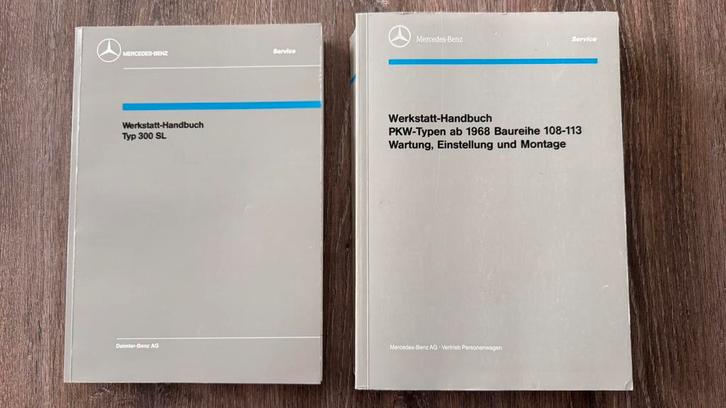 MERCEDES-BENZ
Service
Werkstatt-Handbuch
Typ 300 SL
Daimler-Benz AG
Mercedes-Benz
Service
Werkstatt-Handbuch
PKW-Typen ab 1968 Baureihe 108-113
Wartung, Einstellung und Montage
Mercedes-Benz AG · Vertrieb Personenwagen